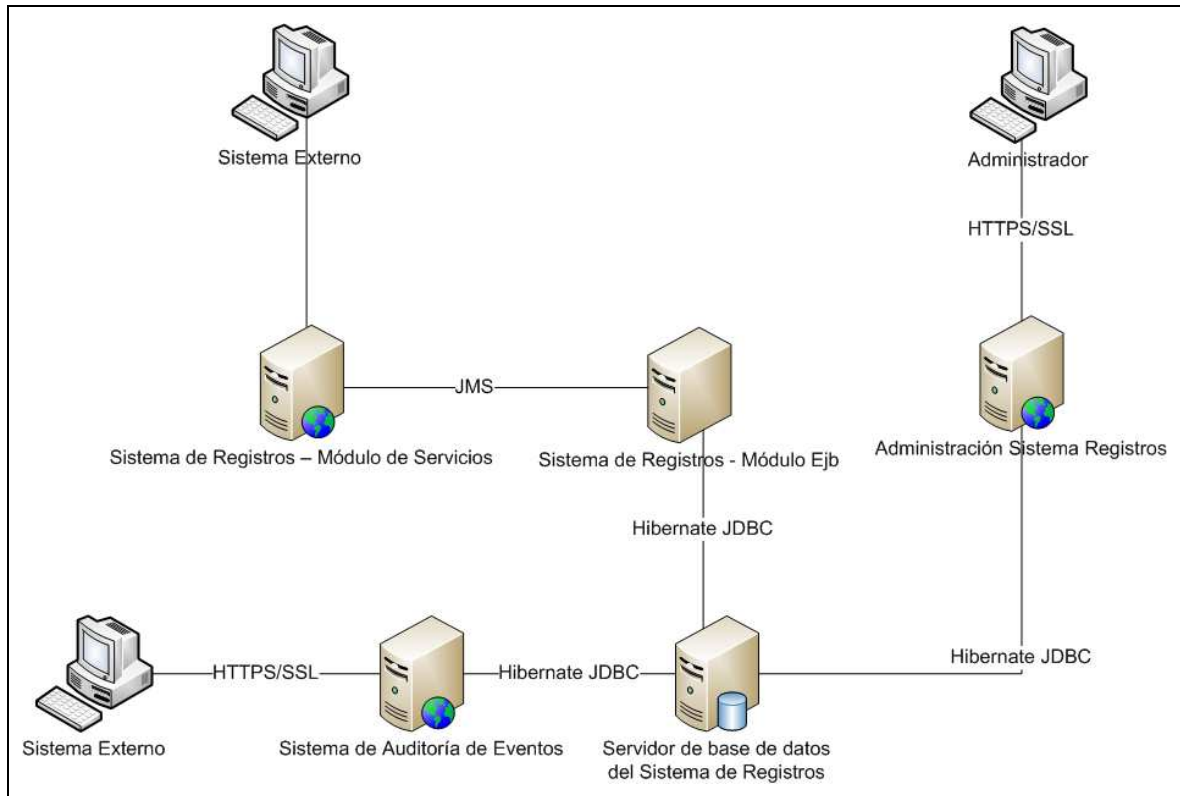 Sistema Externo
Administrador
HTTPS/SSL
JMS
Sistema de Registros – Módulo de Servicios
Sistema de Registros - Módulo Ejb
Administración Sistema Registros
Hibernate JDBC
Hibernate JDBC
HTTPS/SSL
Hibernate JDBC
Sistema Externo
Sistema de Auditoría de Eventos
Servidor de base de datos
del Sistema de Registros